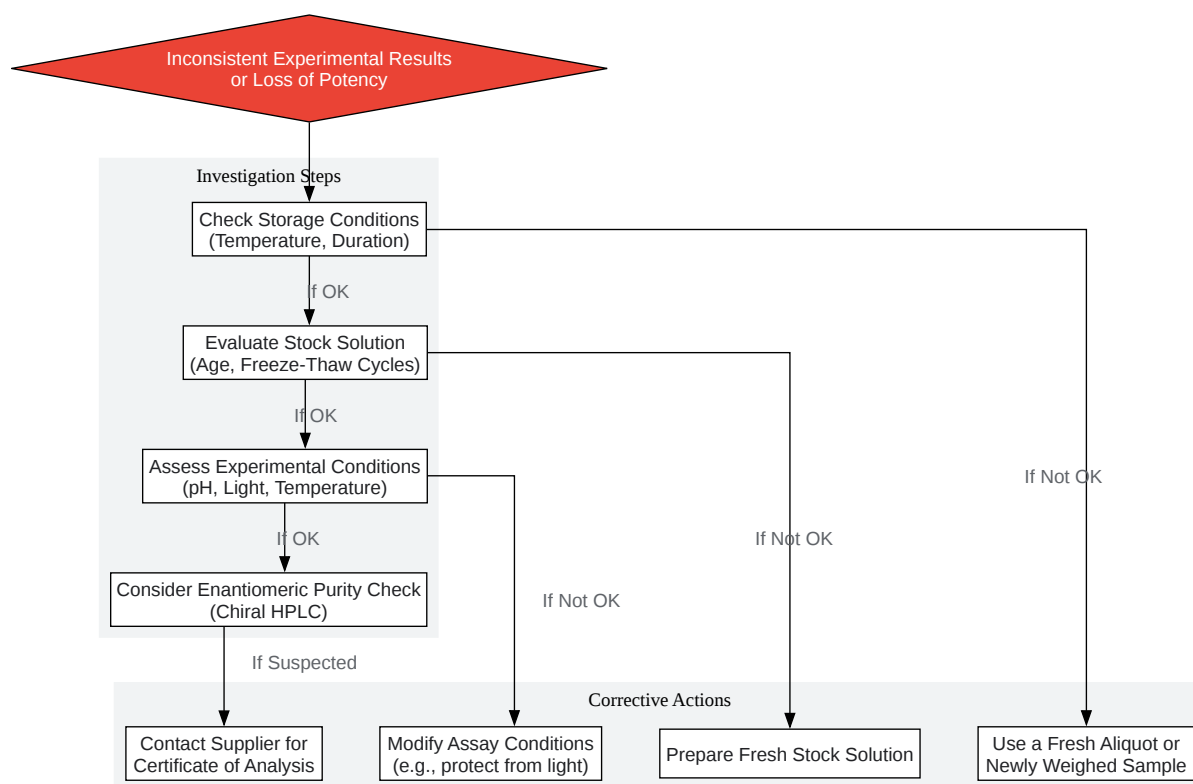 Inconsistent Experimental Results
or Loss of Potency
Investigation Steps
Check Storage Conditions
(Temperature, Duration)
If OK
Evaluate Stock Solution
(Age, Freeze-Thaw Cycles)
If OK
Assess Experimental Conditions
(pH, Light, Temperature)
If Not OK
If OK
If Not OK
Consider Enantiomeric Purity Check
(Chiral HPLC)
If Not OK
If Suspected
Corrective Actions
Contact Supplier for
Certificate of Analysis
Modify Assay Conditions
(e.g., protect from light)
Prepare Fresh Stock Solution
Use a Fresh Aliquot or
Newly Weighed Sample